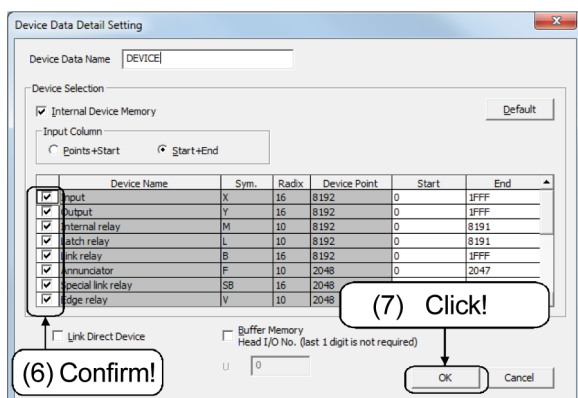 Device Data Detail Setting
x
Device Data Name DEVICE
Device Selection
Internal Device Memory
Default
Input Column
Points+Start Start+End
Device Name Sym. Radix Device Point Start End
Input X 16 8192 0 1FFF
Output Y 16 8192 0 1FFF
Internal relay M 10 8192 0 8191
Latch relay L 10 8192 0 8191
Link relay B 16 8192 0 1FFF
Annunciator F 10 2048 0 2047
Special link relay SB 16 2048
Edge relay V 10 2048
(7) Click!
Link Direct Device
Buffer Memory
Head I/O No. (last 1 digit is not required)
(6) Confirm!
U 0
OK Cancel